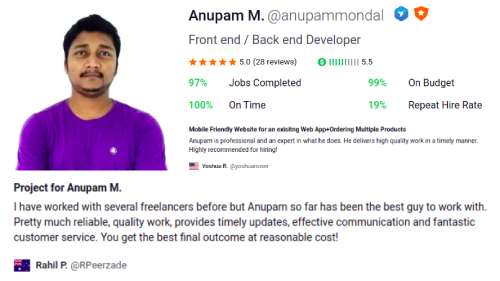 Anupam M. @anupammondal
Front end / Back end Developer
5.0 (28 reviews) 5.5
97% Jobs Completed 99% On Budget
100% On Time 19% Repeat Hire Rate
Mobile Friendly Website for an exisitng Web App+Ordering Multiple Products
Anupam is professional and an expert in what he does. He delivers high quality work in a timely manner.
Highly recommended for hiring!
Yoshua R.
Project for Anupam M.
I have worked with several freelancers before but Anupam so far has been the best guy to work with.
Pretty much reliable, quality work, provides timely updates, effective communication and fantastic
customer service. You get the best final outcome at reasonable cost!
Rahil P. @RPeerzade